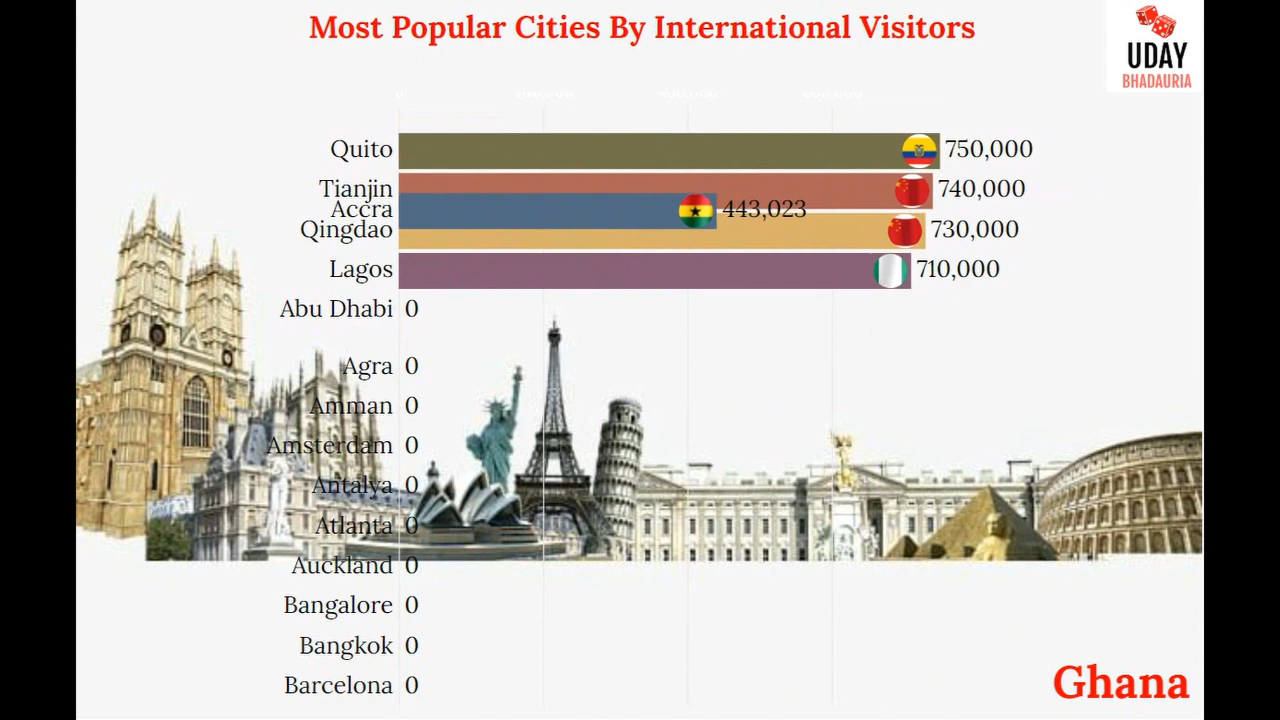 Most Popular Cities By International Visitors
UDAY
BHADAURIA
Quito 750,000
Tianjin 740,000
Accra 443,023
Qingdao 730,000
Lagos 710,000
Abu Dhabi 0
Agra 0
Amman 0
Amsterdam 0
Antalya 0
Atlanta 0
Auckland 0
Bangalore 0
Bangkok 0
Barcelona 0
Ghana